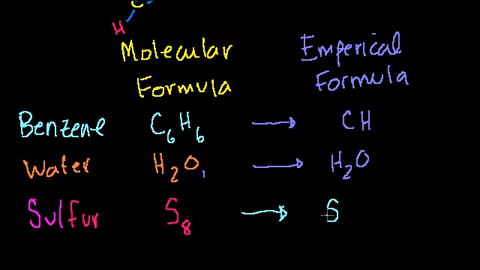 H C
Molecular Formula Emperical Formula
Benzene C₆H₆ → CH
Water H₂O₁ → H₂O
Sulfur S₈ → S